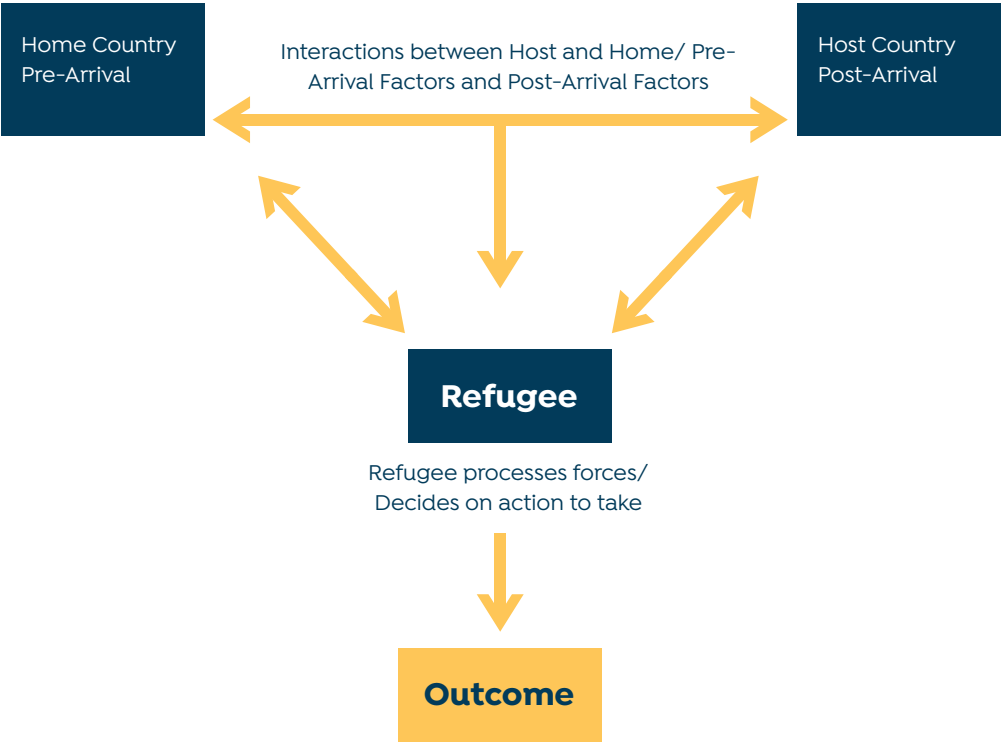 Home Country
Pre-Arrival
Interactions between Host and Home/ Pre-
Arrival Factors and Post-Arrival Factors
Host Country
Post-Arrival
Refugee
Refugee processes forces/
Decides on action to take
Outcome